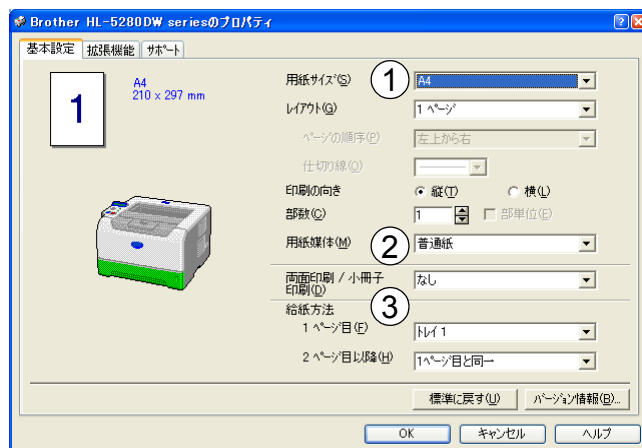 Brother HL-5280DW seriesのプロパティ
基本設定 拡張機能 サポート
1
A4
210 x 297 mm
用紙サイズ(S) ① A4
レイアウト(G) 1 ページ
ページの順序(P) 左上から右
仕切り線(O)
印刷の向き 縦(T) 横(L)
部数(C) 1 部単位(E)
用紙媒体(M) ② 普通紙
両面印刷 / 小冊子
印刷(D) なし
給紙方法 ③
1 ページ目(F) トレイ 1
2 ページ目以降(H) 1ページ目と同一
標準に戻す(U) バージョン情報(B)...
OK キャンセル ヘルプ